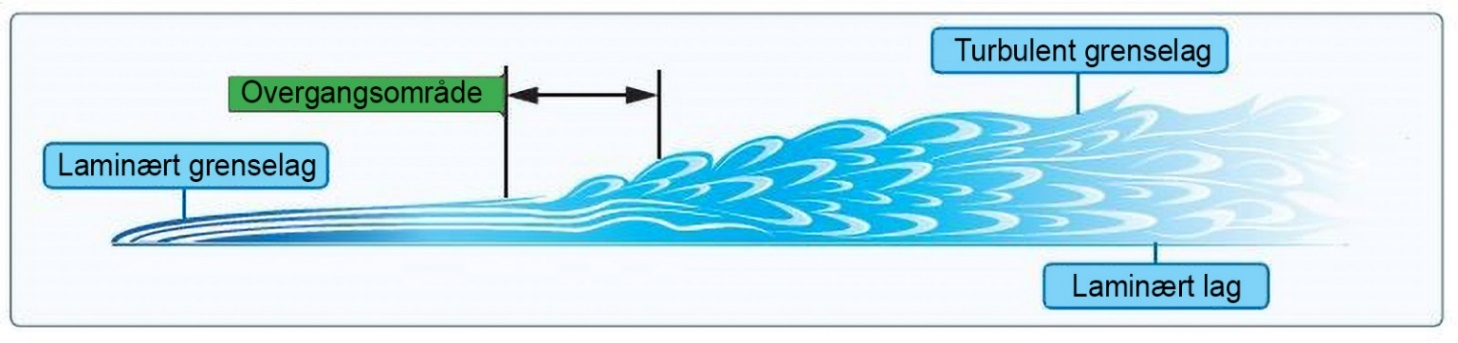 Turbulent grenselag
Overgangsområde
Laminært grenselag
Laminært lag